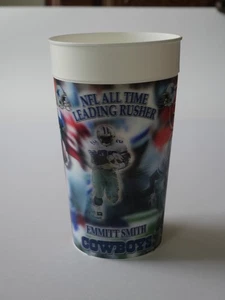 NFL ALL TIME
LEADING RUSHER
EMMITT SMITH
COWBOYS